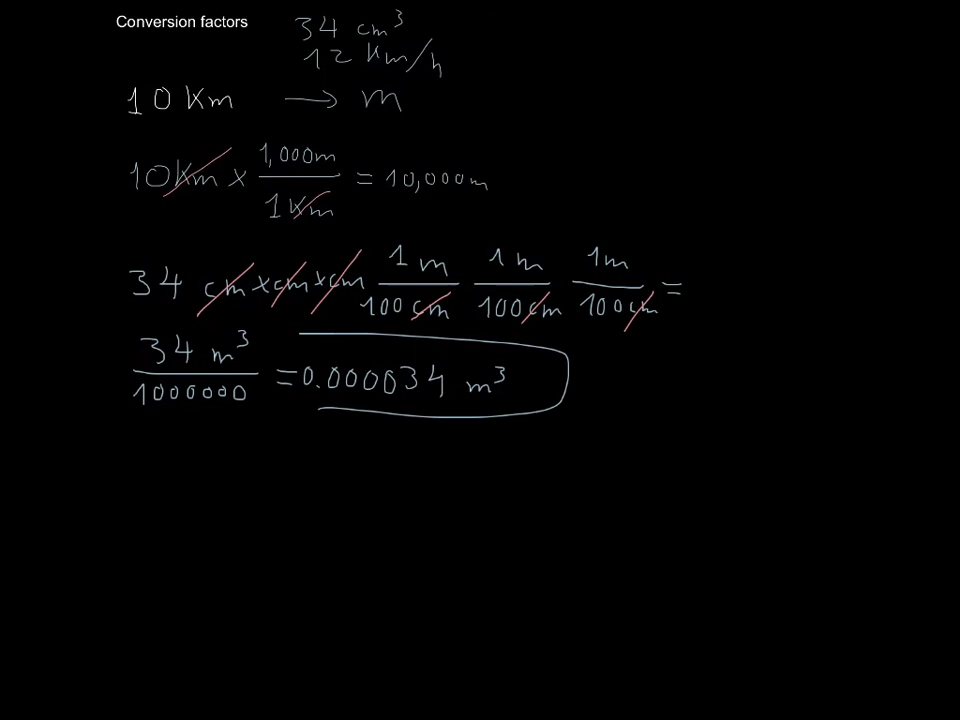 Conversion factors
34 cm³
12 Km/h
10 Km → m
10 Km x 1,000m / 1 Km = 10,000m
34 cm x cm x cm 1 m / 100 cm 1 m / 100 cm 1m / 100 cm =
34 m³ / 1000000 = 0.000034 m³